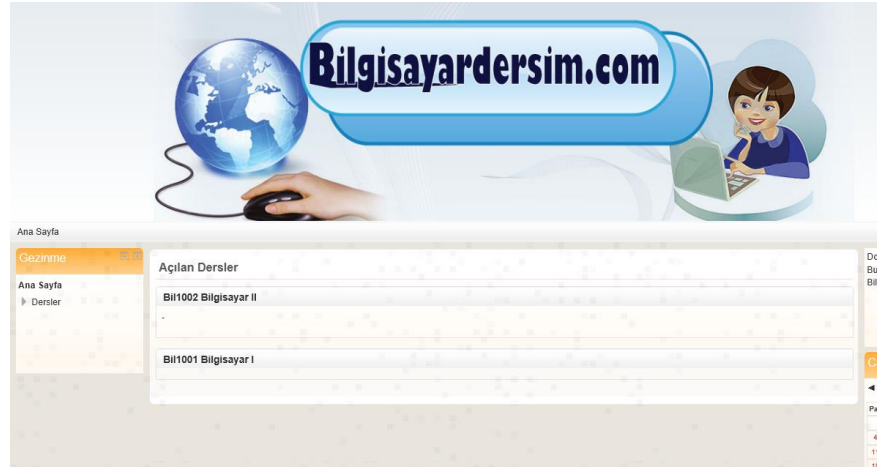 Bilgisayardersim.com
Ana Sayfa
Gezinme
Ana Sayfa
Dersler
Açılan Dersler
Bil1002 Bilgisayar II
-
Bil1001 Bilgisayar I